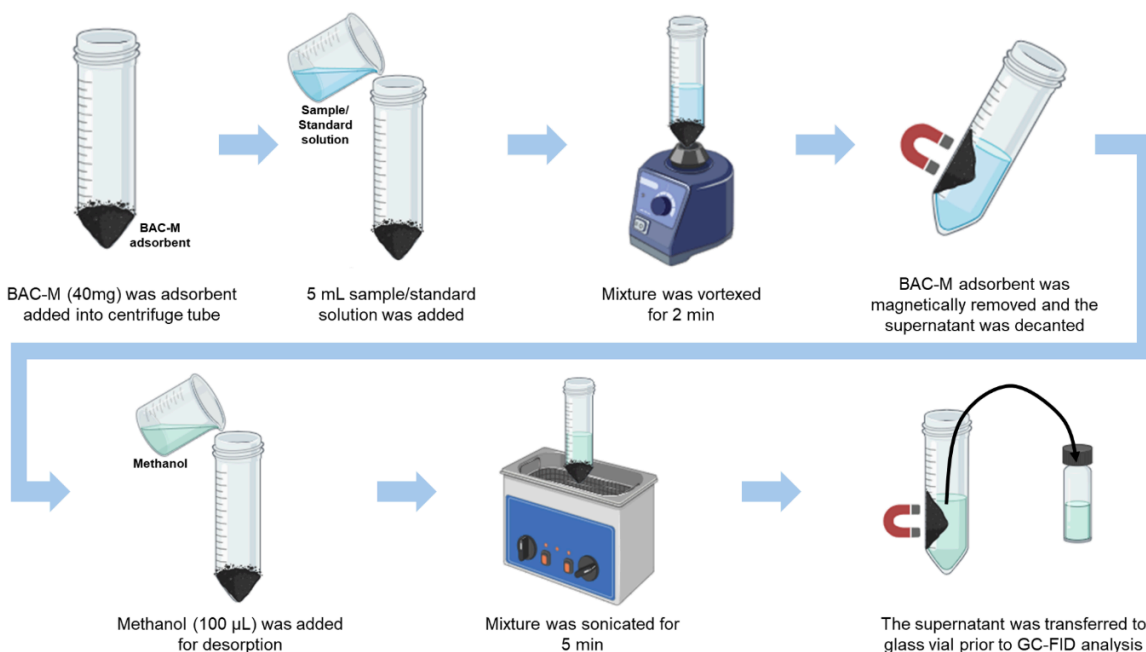 BAC-M
adsorbent
Sample/
Standard
solution
BAC-M (40mg) was adsorbent
added into centrifuge tube
5 mL sample/standard
solution was added
Mixture was vortexed
for 2 min
BAC-M adsorbent was
magnetically removed and the
supernatant was decanted
Methanol
Methanol (100 µL) was added
for desorption
Mixture was sonicated for
5 min
The supernatant was transferred to
glass vial prior to GC-FID analysis